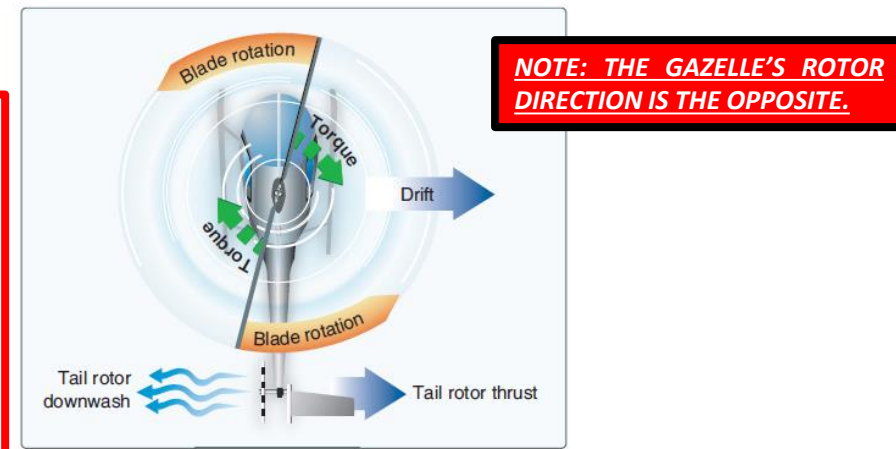 Blade rotation
NOTE: THE GAZELLE'S ROTOR
DIRECTION IS THE OPPOSITE.
Torque
Drift
Torque
Blade rotation
Tail rotor
downwash
Tail rotor thrust